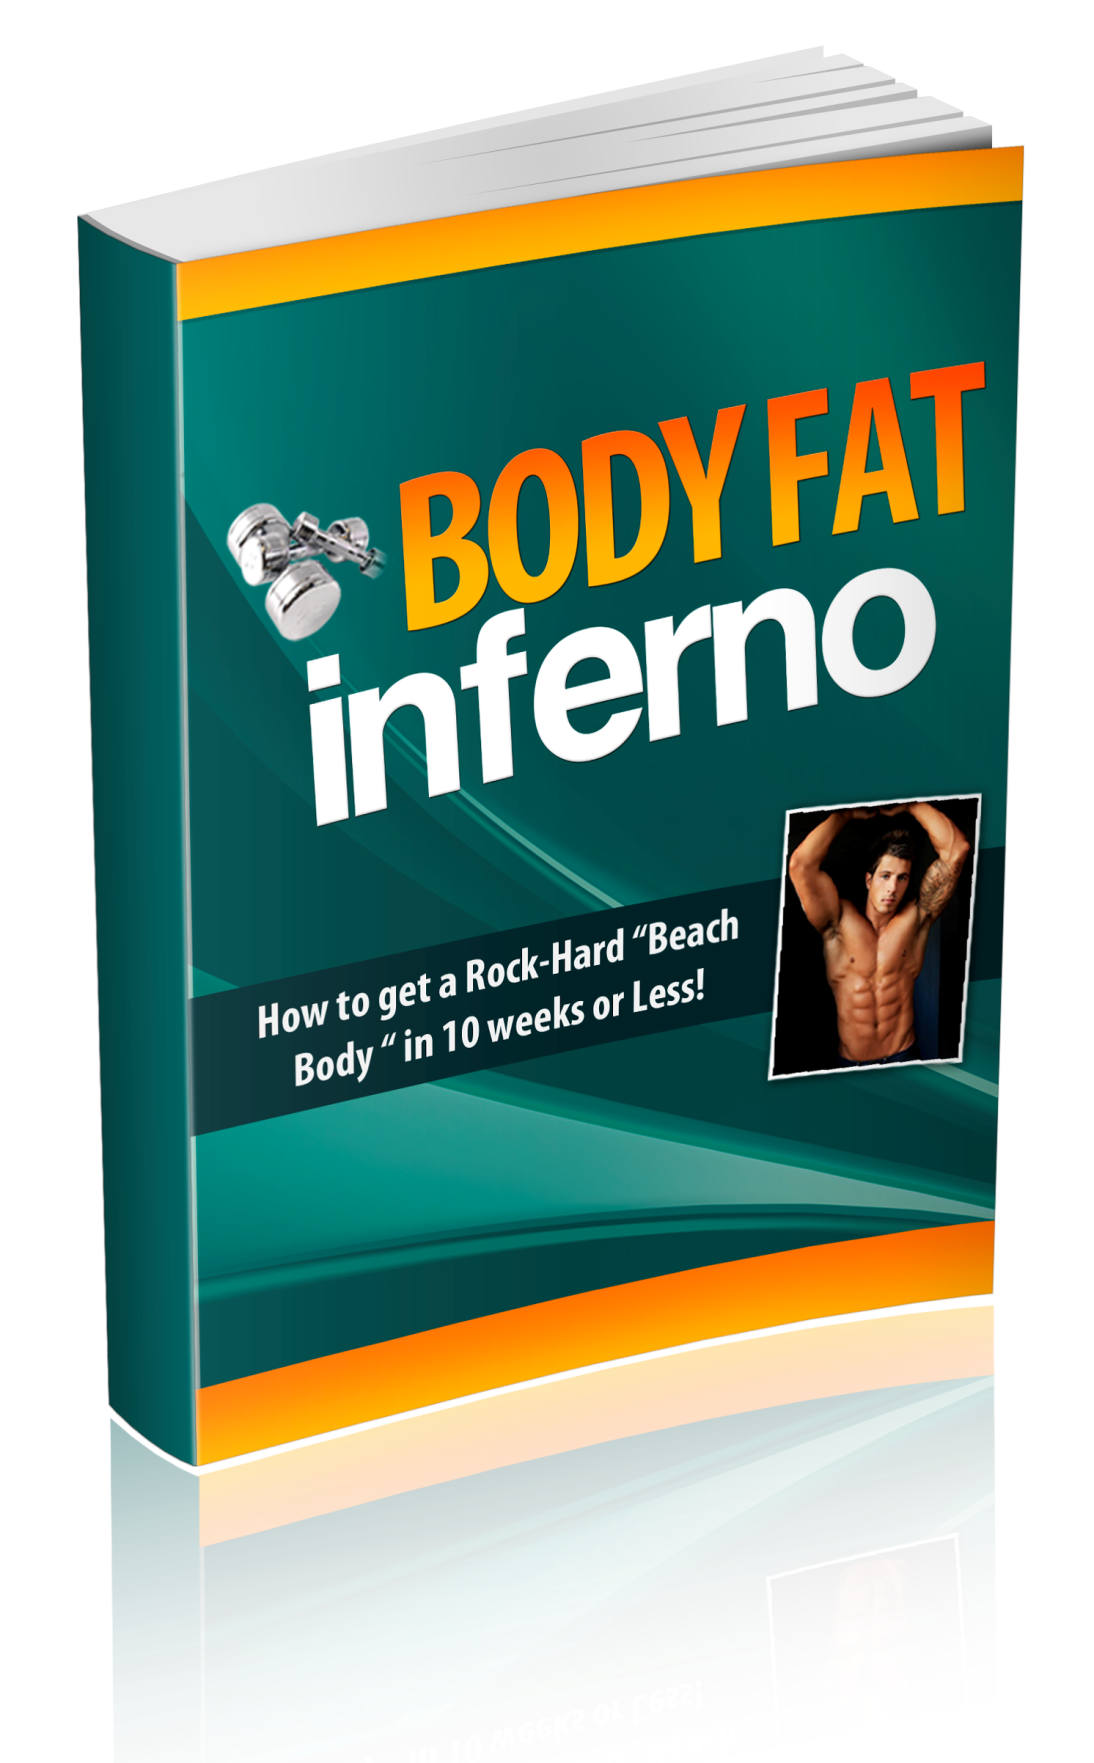 BODY FAT
inferno
How to get a Rock-Hard “Beach
Body “ in 10 weeks or Less!